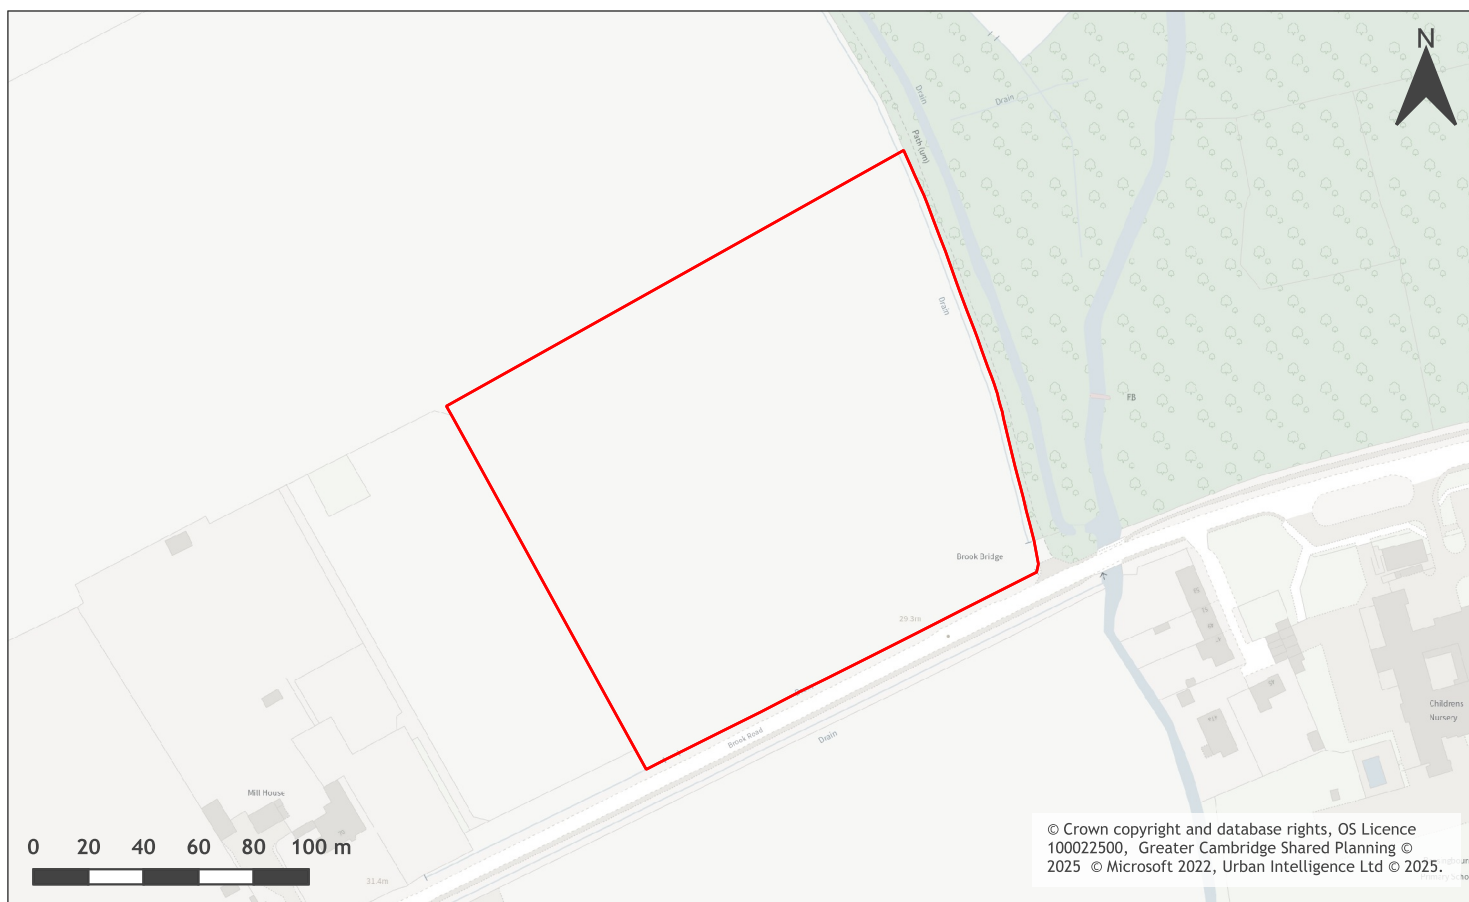 N
Drain
Drain
Path (um)
Drain
FB
Brook Bridge
29.3m
Brook Road
Drain
Childrens
Nursery
Mill House
31.4m
0 20 40 60 80 100 m
© Crown copyright and database rights, OS Licence
100022500, Greater Cambridge Shared Planning ©
2025 © Microsoft 2022, Urban Intelligence Ltd © 2025.